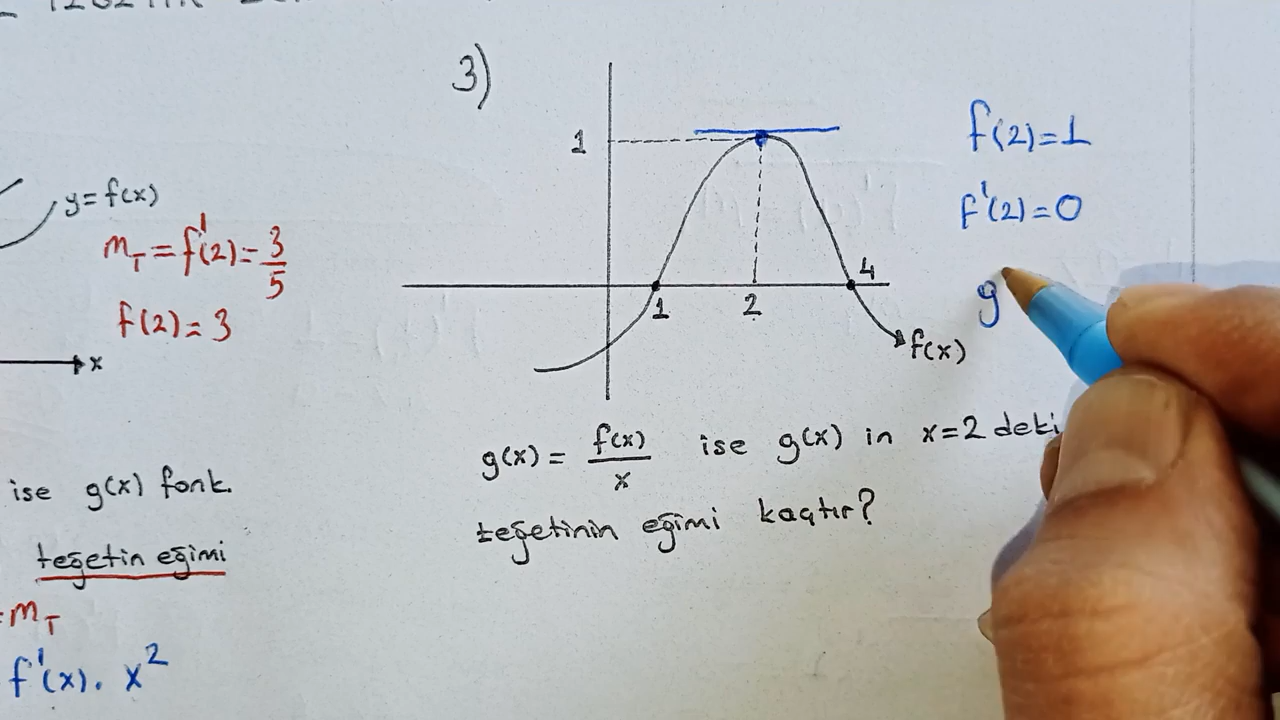 y=f(x)
m_T = f'(2) = 3/5
f(2) = 3
x
ise g(x) fonk.
teğetin eğimi
=m_T
f'(x). x²
3)
1
1
2
4
f(x)
f(2)=1
f'(2)=0
g
g(x) = f(x)/x ise g(x) in x=2 deki
teğetinin eğimi kaçtır?